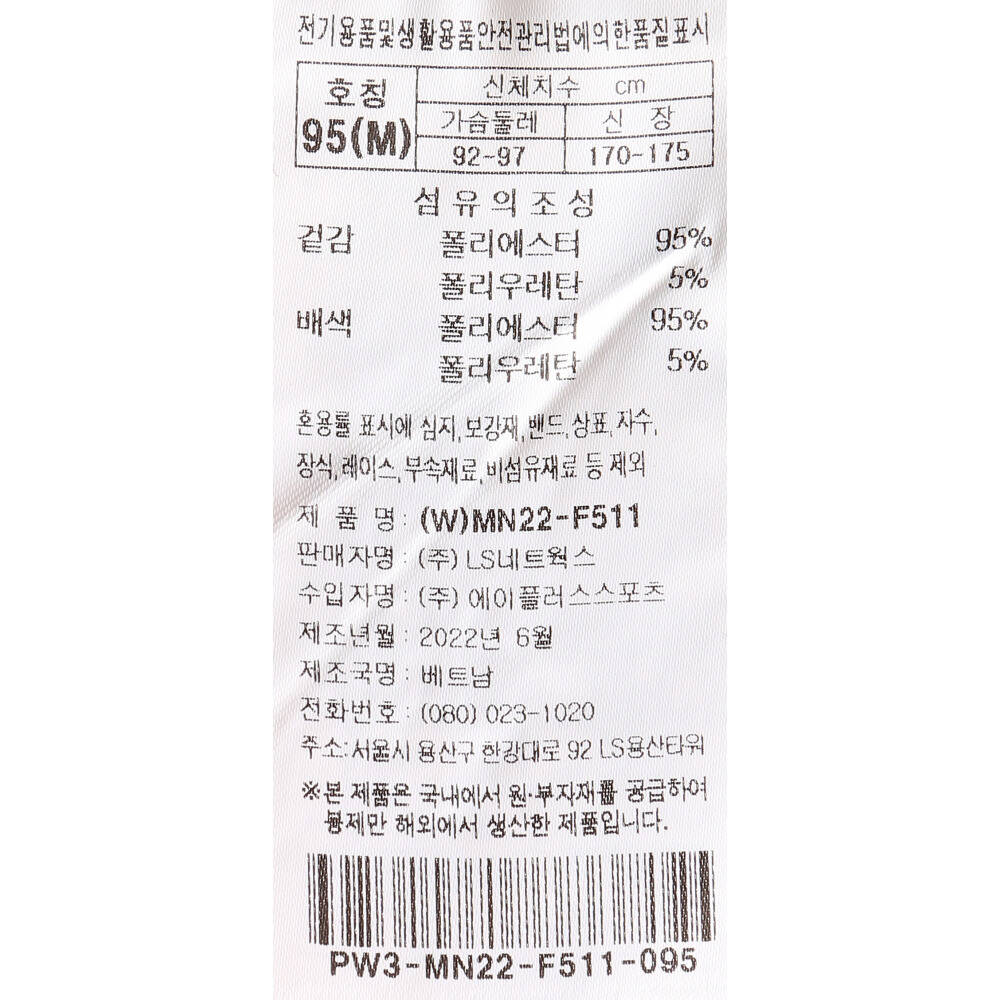 전기용품및생활용품안전관리법에의한품질표시
호칭 신체치수 cm
95(M) 가슴둘레 신 장
92-97 170-175
섬유의조성
겉감 폴리에스터 95%
폴리우레탄 5%
배색 폴리에스터 95%
폴리우레탄 5%
혼용률 표시에 심지,보강재,밴드,상표,자수,
장식,레이스,부속재료,비섬유재료 등 제외
제 품 명 : (W)MN22-F511
판매자명 : (주) LS네트웍스
수입자명 : (주) 에이플러스스포츠
제조년월 : 2022년 6월
제조국명 : 베트남
전화번호 : (080) 023-1020
주소:서울시 용산구 한강대로 92 LS용산타워
※본 제품은 국내에서 원·부자재를 공급하여
봉제만 해외에서 생산한 제품입니다.
PW3-MN22-F511-095